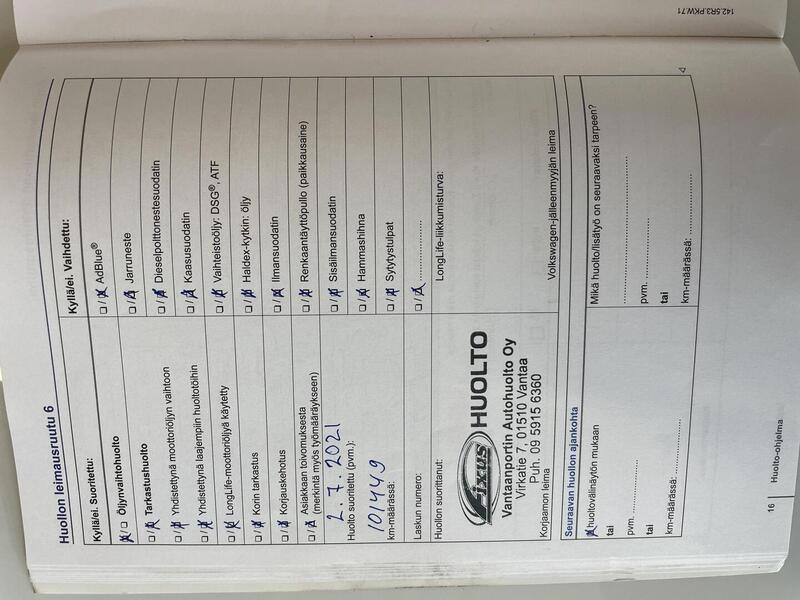 142.5R3.PKW.71
Huollon leimausruutu 6
Kyllä/ei. Suoritettu:
☒/☐ Öljynvaihtohuolto
☐/☒ Tarkastushuolto
☐/☒ Yhdistettynä moottoriöljyn vaihtoon
☐/☒ Yhdistettynä laajempiin huoltotöihin
☐/☒ LongLife-moottoriöljyä käytetty
☐/☒ Korin tarkastus
☐/☒ Korjauskehotus
☐/☒ Asiakkaan toivomuksesta
(merkintä myös työmääräykseen)
Huolto suoritettu (pvm.):
2.7.2021
km-määrässä:
101449
Laskun numero:
Huollon suorittanut:
Fixus HUOLTO
Vantaanportin Autohuolto Oy
Virkatie 7, 01510 Vantaa
Puh. 09 5915 6360
Korjaamon leima
Kyllä/ei. Vaihdettu:
☐/☒ AdBlue®
☐/☒ Jarruneste
☐/☒ Dieselpolttonestesuodatin
☐/☒ Kaasusuodatin
☐/☒ Vaihteistoöljy: DSG®, ATF
☐/☒ Haldex-kytkin: öljy
☐/☒ Ilmansuodatin
☐/☒ Renkaantäyttöpullo (paikkausaine)
☐/☒ Sisäilmansuodatin
☐/☒ Hammashihna
☐/☒ Sytytystulpat
☐/☒ ....................
LongLife-liikkumisturva:
Volkswagen-jälleenmyyjän leima
Seuraavan huollon ajankohta
☒ huoltovälinäytön mukaan
tai
pvm. ....................
tai
km-määrässä: ....................
Mikä huolto/lisätyö on seuraavaksi tarpeen?
....................
pvm. ....................
tai
km-määrässä: ....................
16 | Huolto-ohjelma